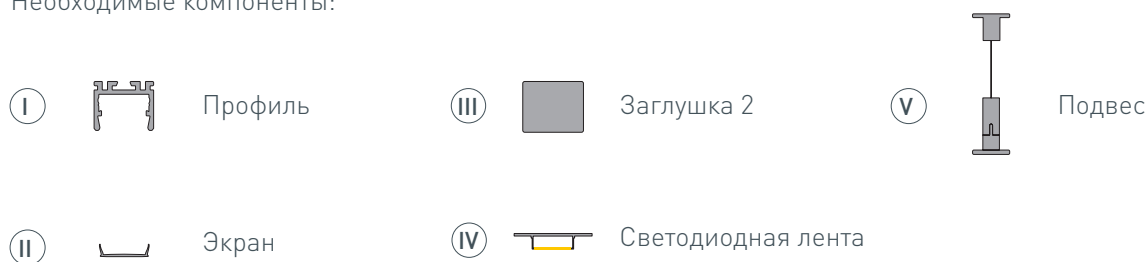 Необходимые компоненты:
I Профиль
III Заглушка 2
V Подвес
II Экран
IV Светодиодная лента